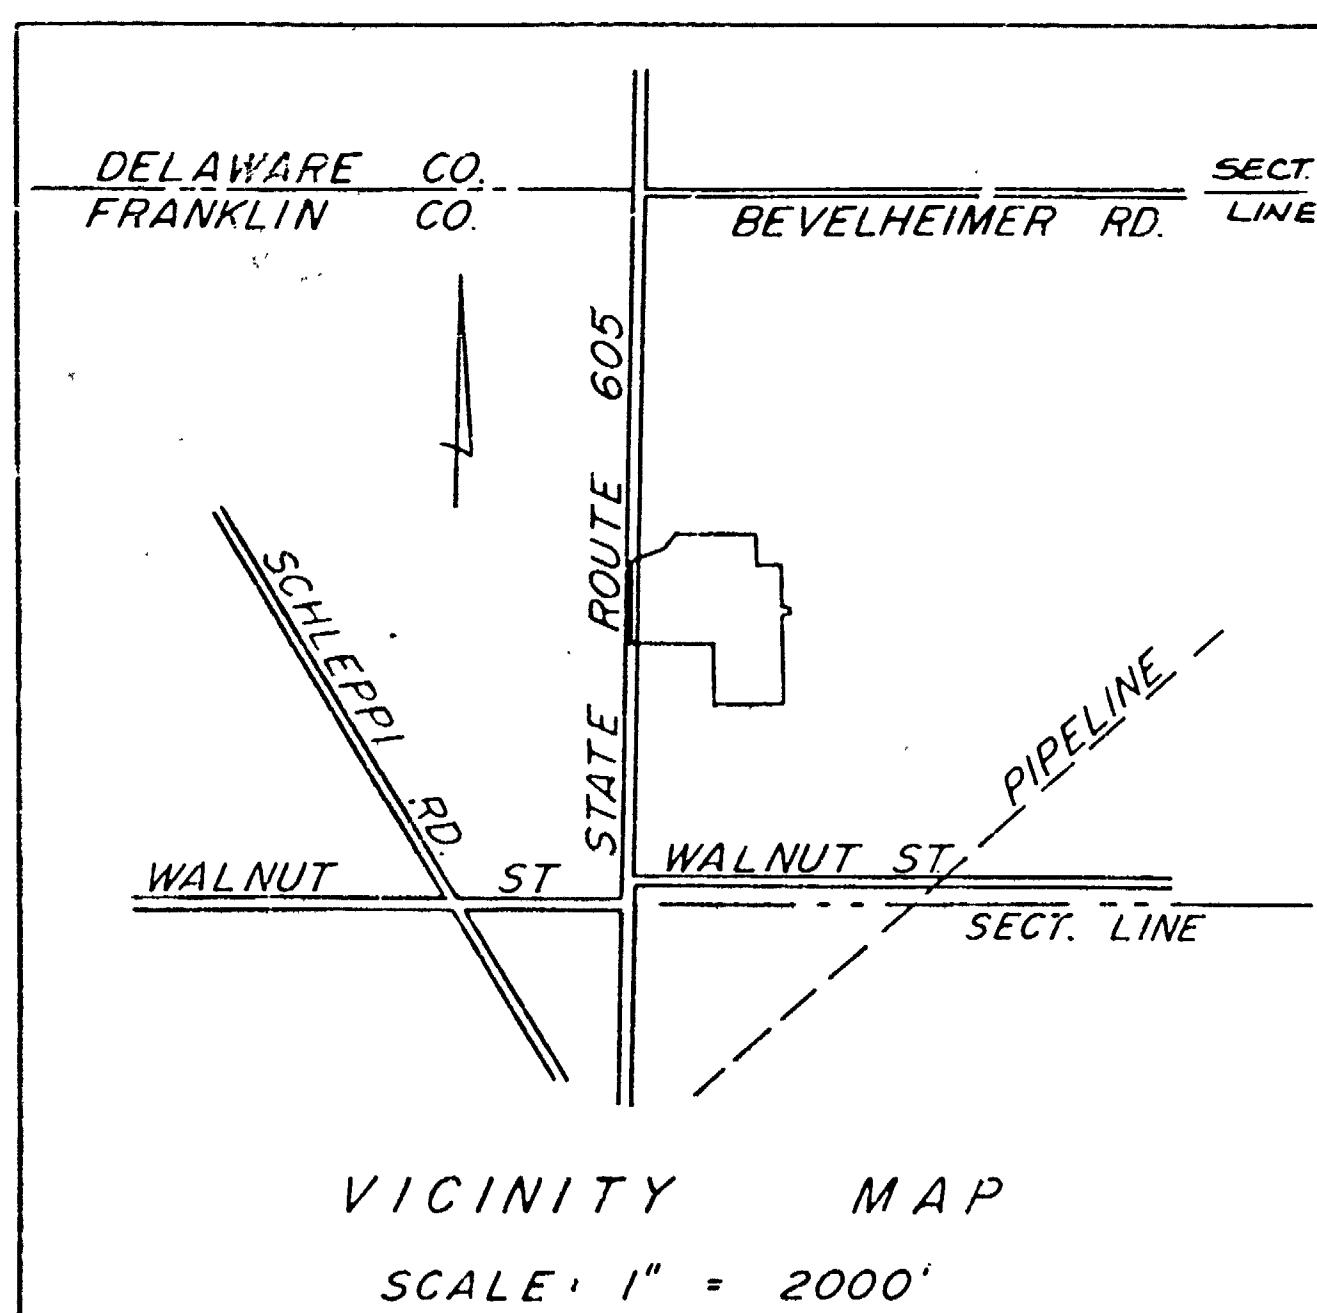 DELAWARE CO.
FRANKLIN CO.
SECT.
LINE
BEVELHEIMER RD.
STATE ROUTE 605
SCHLEPPI RD.
PIPELINE
WALNUT ST
WALNUT ST.
SECT. LINE
VICINITY MAP
SCALE: 1" = 2000'